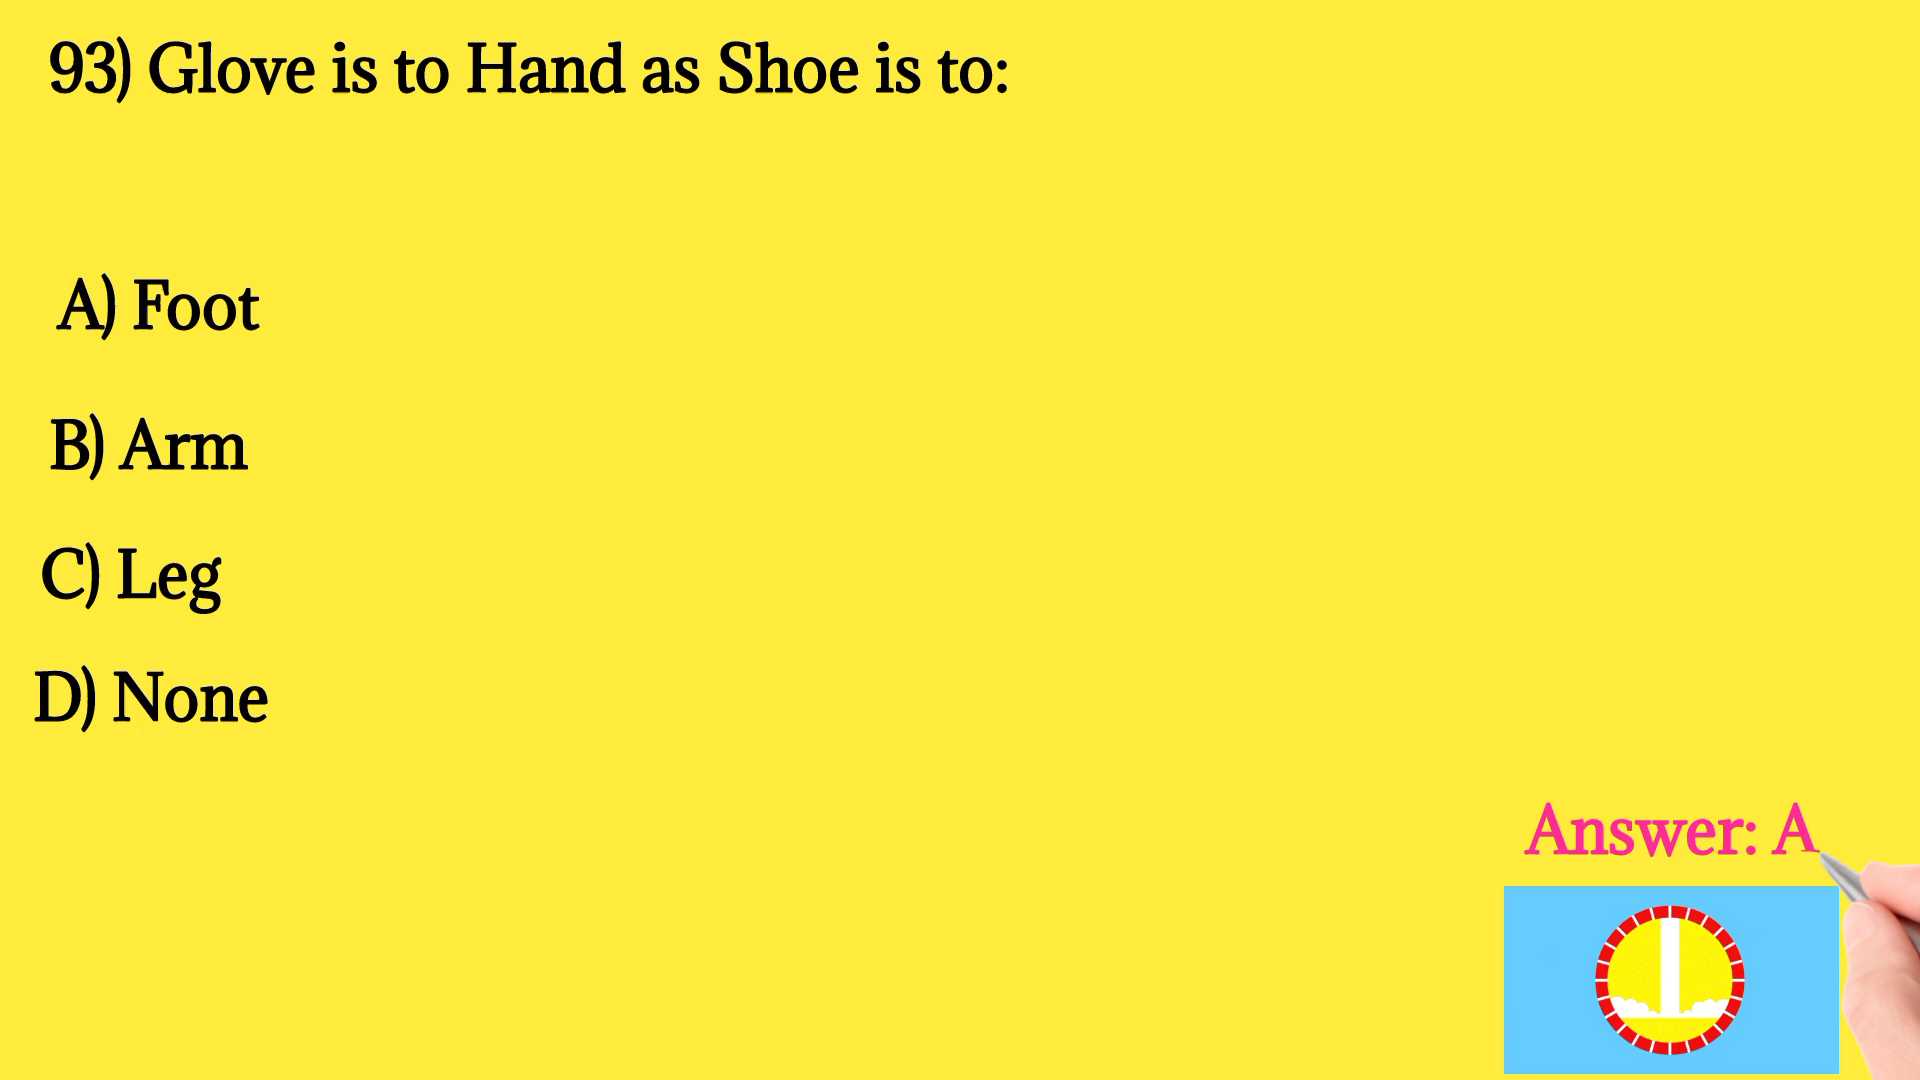 93) Glove is to Hand as Shoe is to:
A) Foot
B) Arm
C) Leg
D) None
Answer: A